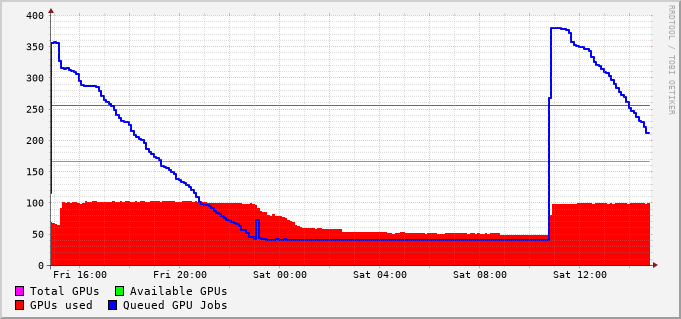 400
350
300
250
200
150
100
50
0
Fri 16:00 Fri 20:00 Sat 00:00 Sat 04:00 Sat 08:00 Sat 12:00
Total GPUs Available GPUs
GPUs used Queued GPU Jobs
RRDTOOL / TOBI OETIKER